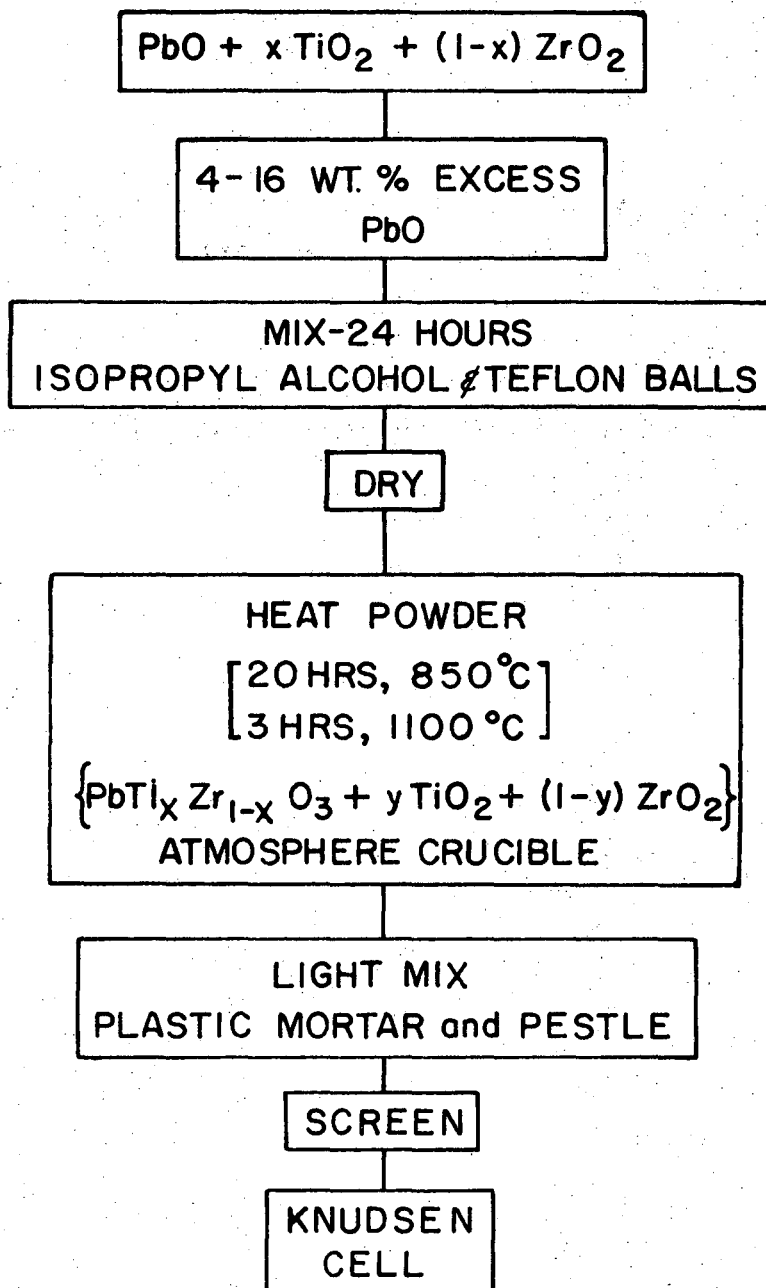 PbO + x TiO₂ + (1-x) ZrO₂
4-16 WT. % EXCESS
PbO
MIX-24 HOURS
ISOPROPYL ALCOHOL & TEFLON BALLS
DRY
HEAT POWDER
[20 HRS, 850°C]
[3 HRS, 1100 °C]
{PbTiₓ Zr₁₋ₓ O₃ + y TiO₂ + (1-y) ZrO₂}
ATMOSPHERE CRUCIBLE
LIGHT MIX
PLASTIC MORTAR and PESTLE
SCREEN
KNUDSEN
CELL